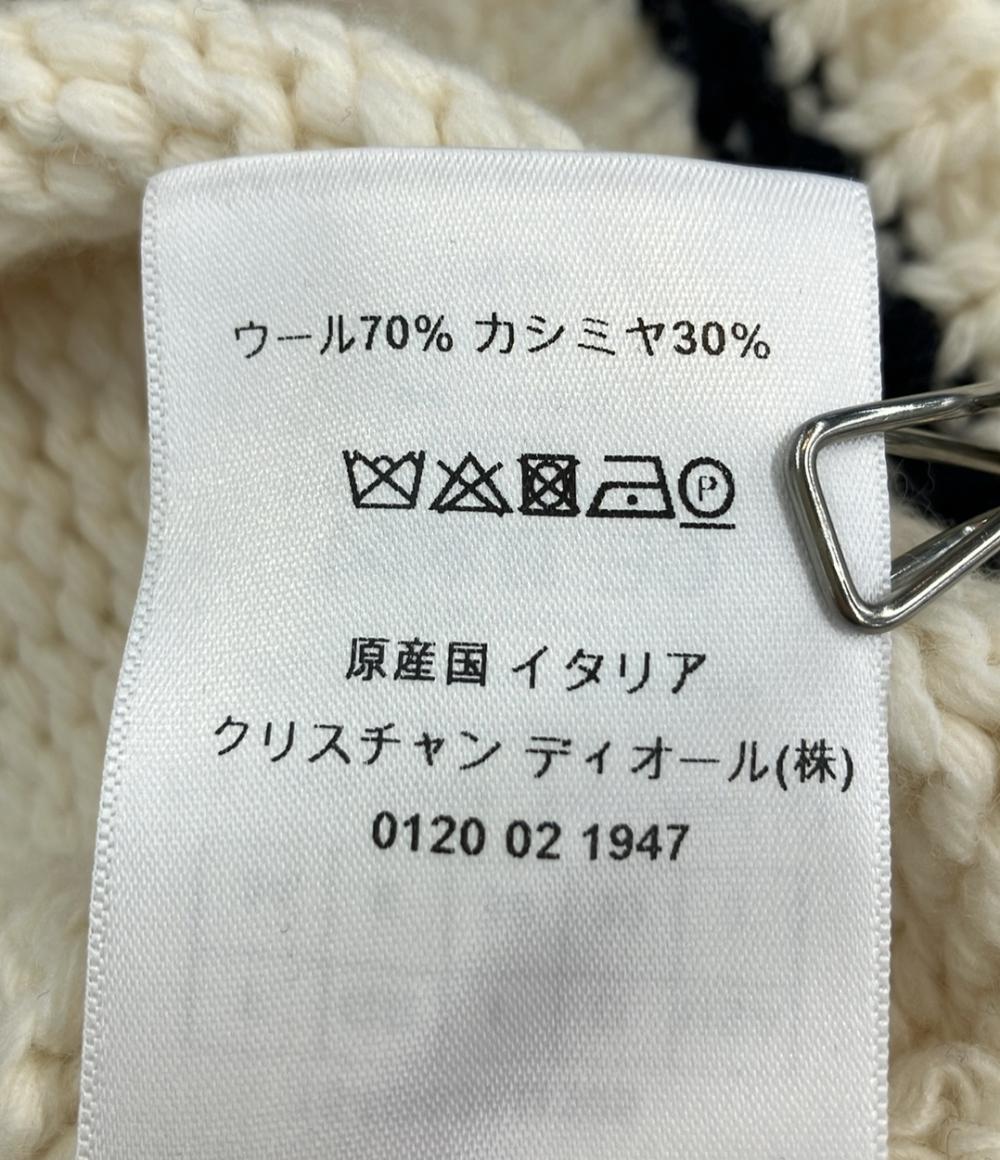 ウール70% カシミヤ30%
P
原産国 イタリア
クリスチャン ディオール(株)
0120 02 1947